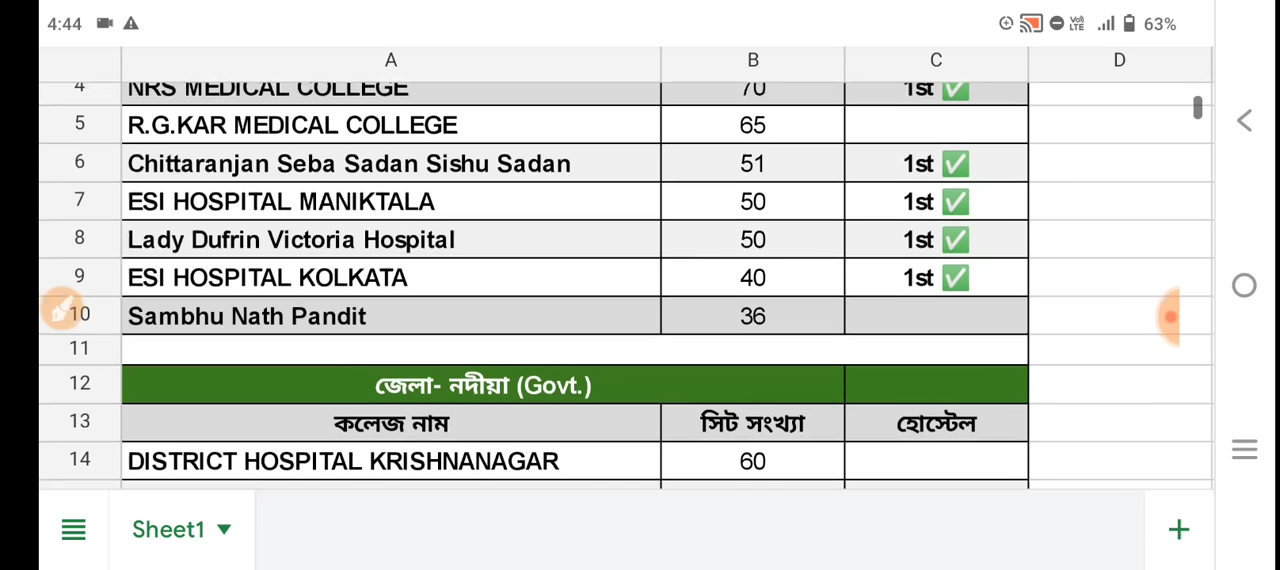 4:44 VoB LTE 63%
A B C D
4 NRS MEDICAL COLLEGE 70 1st ✅
5 R.G.KAR MEDICAL COLLEGE 65
6 Chittaranjan Seba Sadan Sishu Sadan 51 1st ✅
7 ESI HOSPITAL MANIKTALA 50 1st ✅
8 Lady Dufrin Victoria Hospital 50 1st ✅
9 ESI HOSPITAL KOLKATA 40 1st ✅
10 Sambhu Nath Pandit 36
11
12 জেলা- নদীয়া (Govt.)
13 কলেজ নাম সিট সংখ্যা হোস্টেল
14 DISTRICT HOSPITAL KRISHNANAGAR 60
Sheet1